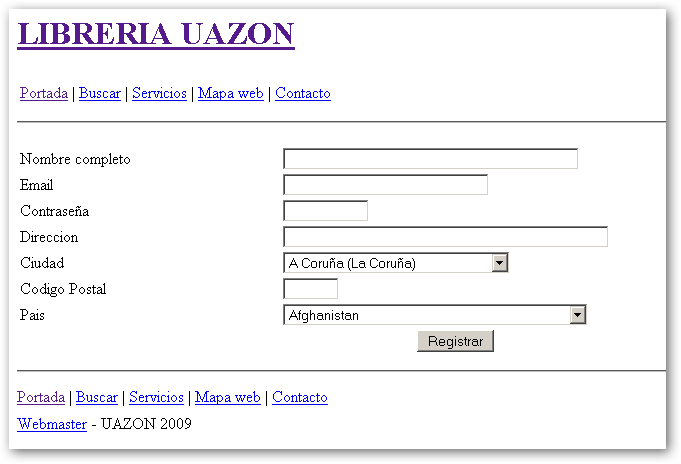 LIBRERIA UAZON
Portada | Buscar | Servicios | Mapa web | Contacto
Nombre completo
Email
Contraseña
Direccion
Ciudad A Coruña (La Coruña)
Codigo Postal
Pais Afghanistan
Registrar
Portada | Buscar | Servicios | Mapa web | Contacto
Webmaster - UAZON 2009